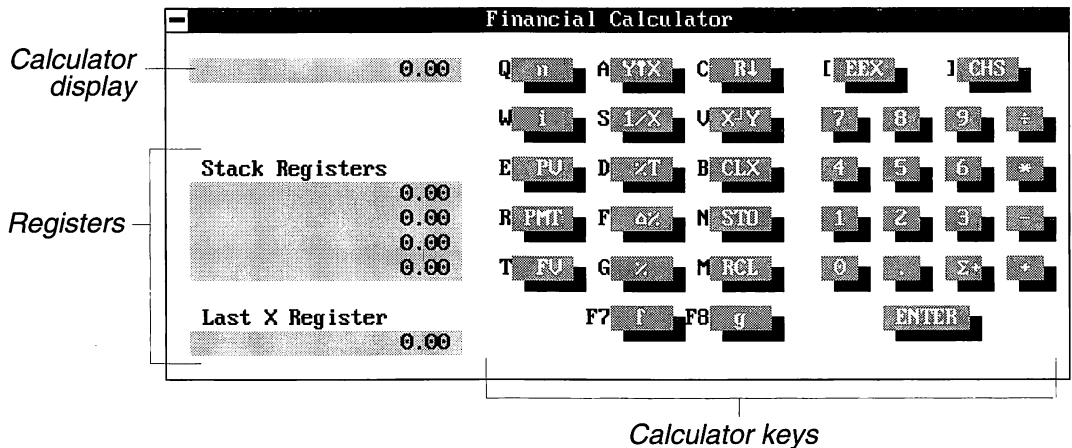 Financial Calculator
Calculator display
0.00
Q n A Y↑X C R↓ [ EEX ] CHS
W i S 1/X V X↲Y 7 8 9 ÷
Registers
Stack Registers
0.00
0.00
0.00
0.00
E PV D %T B CLX 4 5 6 *
R PMT F Δ% N STO 1 2 3 -
T FV G % M RCL 0 . Σ+ +
Last X Register
0.00
F7 f F8 g ENTER
Calculator keys